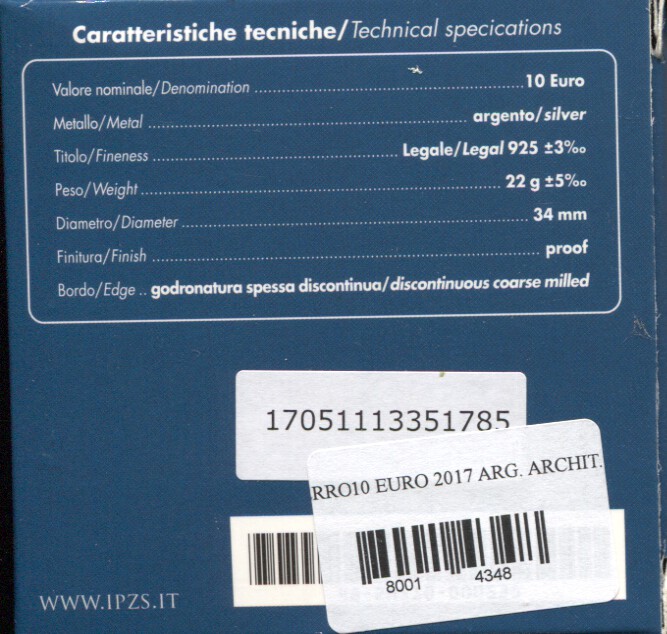 Caratteristiche tecniche/Technical specications
Valore nominale/Denomination ........ 10 Euro
Metallo/Metal ........ argento/silver
Titolo/Fineness ........ Legale/Legal 925 ±3‰
Peso/Weight ........ 22 g ±5‰
Diametro/Diameter ........ 34 mm
Finitura/Finish ........ proof
Bordo/Edge .. godronatura spessa discontinua/discontinuous coarse milled
17051113351785
RRO10 EURO 2017 ARG. ARCHIT.
8001 4348
WWW.IPZS.IT